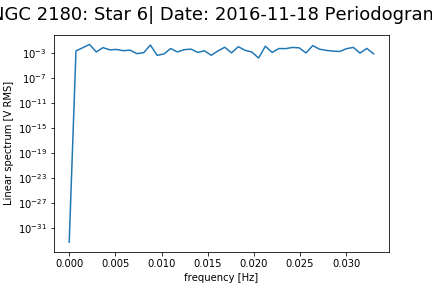 NGC 2180: Star 6| Date: 2016-11-18 Periodogram
10⁻³
10⁻⁷
10⁻¹¹
10⁻¹⁵
10⁻¹⁹
10⁻²³
10⁻²⁷
10⁻³¹
Linear spectrum [V RMS]
0.000 0.005 0.010 0.015 0.020 0.025 0.030
frequency [Hz]